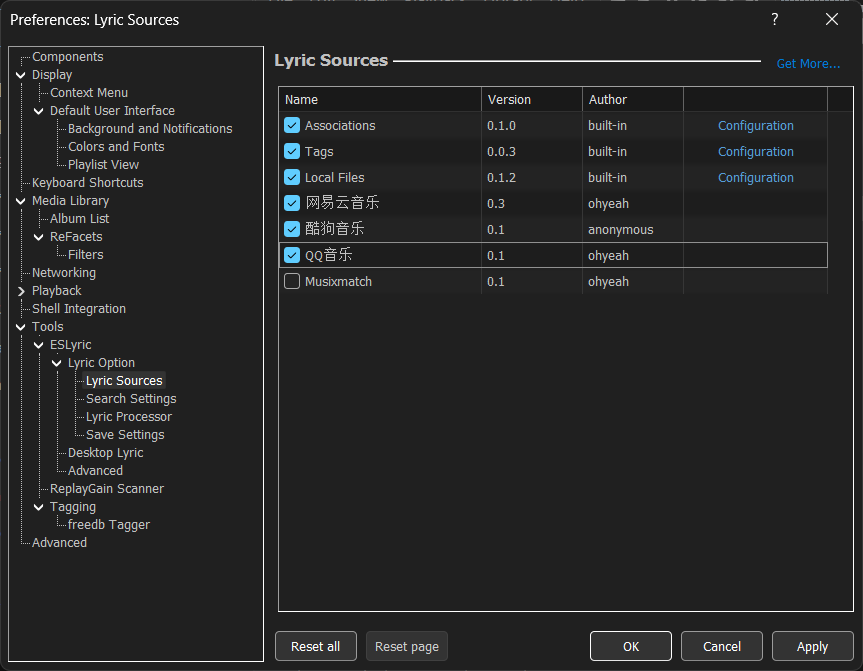 Preferences: Lyric Sources
?
Components
Display
Context Menu
Default User Interface
Background and Notifications
Colors and Fonts
Playlist View
Keyboard Shortcuts
Media Library
Album List
ReFacets
Filters
Networking
Playback
Shell Integration
Tools
ESLyric
Lyric Option
Lyric Sources
Search Settings
Lyric Processor
Save Settings
Desktop Lyric
Advanced
ReplayGain Scanner
Tagging
freedb Tagger
Advanced
Lyric Sources
Get More...
Name Version Author
Associations 0.1.0 built-in Configuration
Tags 0.0.3 built-in Configuration
Local Files 0.1.2 built-in Configuration
网易云音乐 0.3 ohyeah
酷狗音乐 0.1 anonymous
QQ音乐 0.1 ohyeah
Musixmatch 0.1 ohyeah
Reset all Reset page OK Cancel Apply